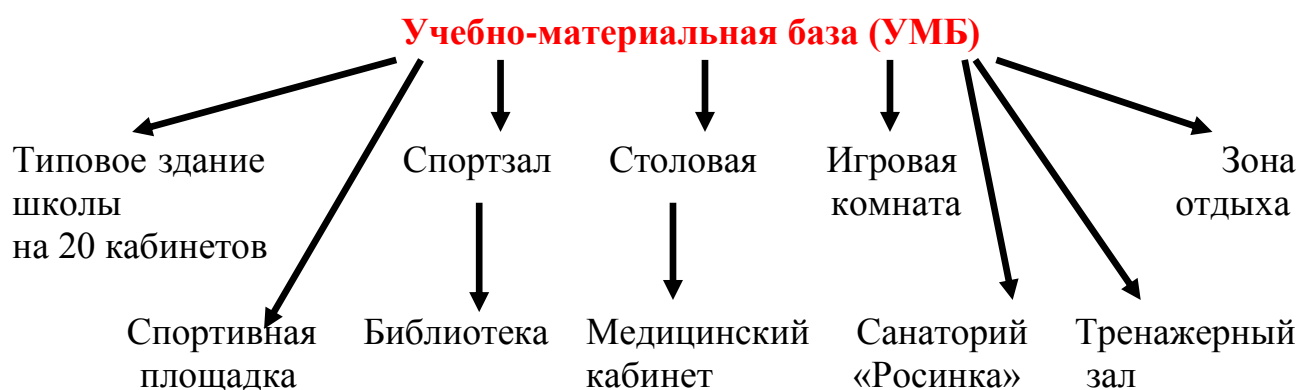 Учебно-материальная база (УМБ)
Типовое здание Спортзал Столовая Игровая Зона
школы комната отдыха
на 20 кабинетов
Спортивная Библиотека Медицинский Санаторий Тренажерный
площадка кабинет «Росинка» зал